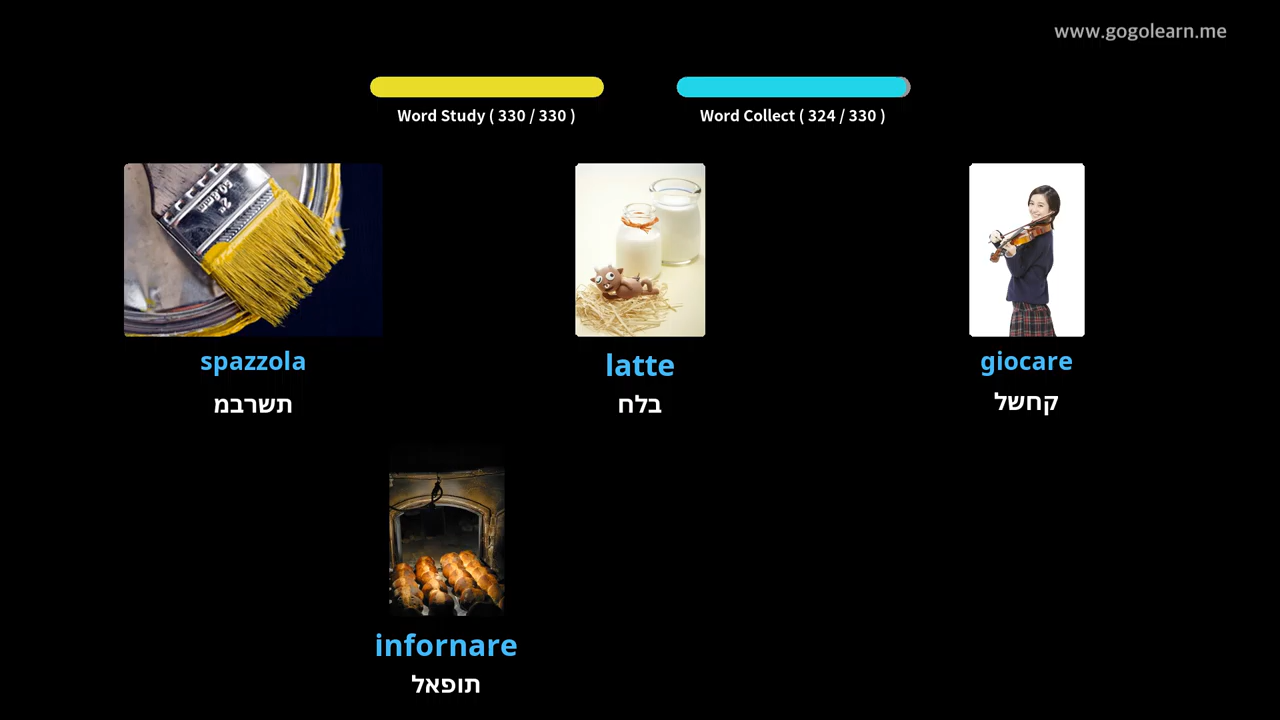 www.gogolearn.me
Word Study ( 330 / 330 )
Word Collect ( 324 / 330 )
spazzola
תשרבמ
latte
בלח
giocare
קחשל
infornare
תופאל